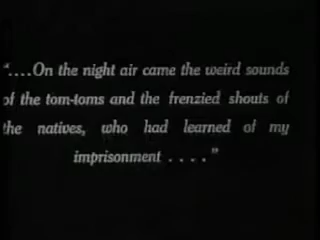 "....On the night air came the weird sounds
of the tom-toms and the frenzied shouts of
the natives, who had learned of my
imprisonment . . . ."